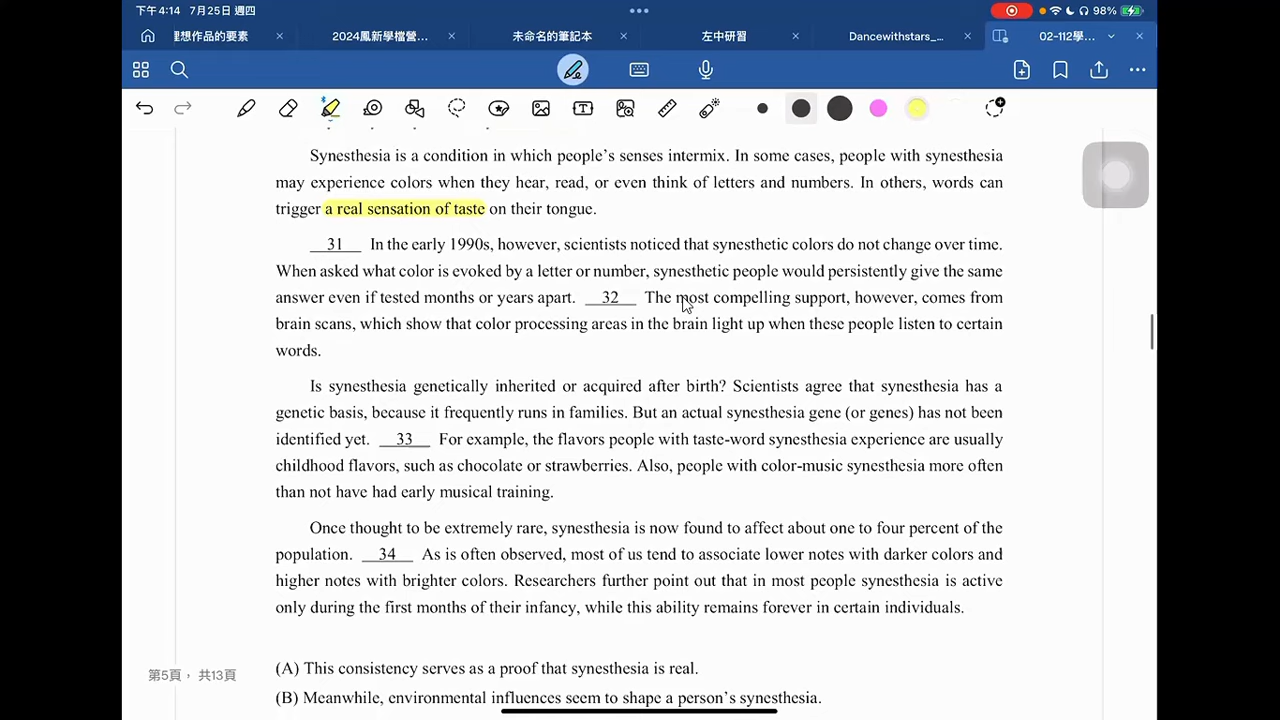 下午4:14 7月25日 週四
98%
理想作品的要素
2024鳳新學檔營...
未命名的筆記本
左中研習
Dancewithstars_...
02-112學...
Synesthesia is a condition in which people's senses intermix. In some cases, people with synesthesia
may experience colors when they hear, read, or even think of letters and numbers. In others, words can
trigger a real sensation of taste on their tongue.
31 In the early 1990s, however, scientists noticed that synesthetic colors do not change over time.
When asked what color is evoked by a letter or number, synesthetic people would persistently give the same
answer even if tested months or years apart. 32 The most compelling support, however, comes from
brain scans, which show that color processing areas in the brain light up when these people listen to certain
words.
Is synesthesia genetically inherited or acquired after birth? Scientists agree that synesthesia has a
genetic basis, because it frequently runs in families. But an actual synesthesia gene (or genes) has not been
identified yet. 33 For example, the flavors people with taste-word synesthesia experience are usually
childhood flavors, such as chocolate or strawberries. Also, people with color-music synesthesia more often
than not have had early musical training.
Once thought to be extremely rare, synesthesia is now found to affect about one to four percent of the
population. 34 As is often observed, most of us tend to associate lower notes with darker colors and
higher notes with brighter colors. Researchers further point out that in most people synesthesia is active
only during the first months of their infancy, while this ability remains forever in certain individuals.
第5頁， 共13頁
(A) This consistency serves as a proof that synesthesia is real.
(B) Meanwhile, environmental influences seem to shape a person's synesthesia.